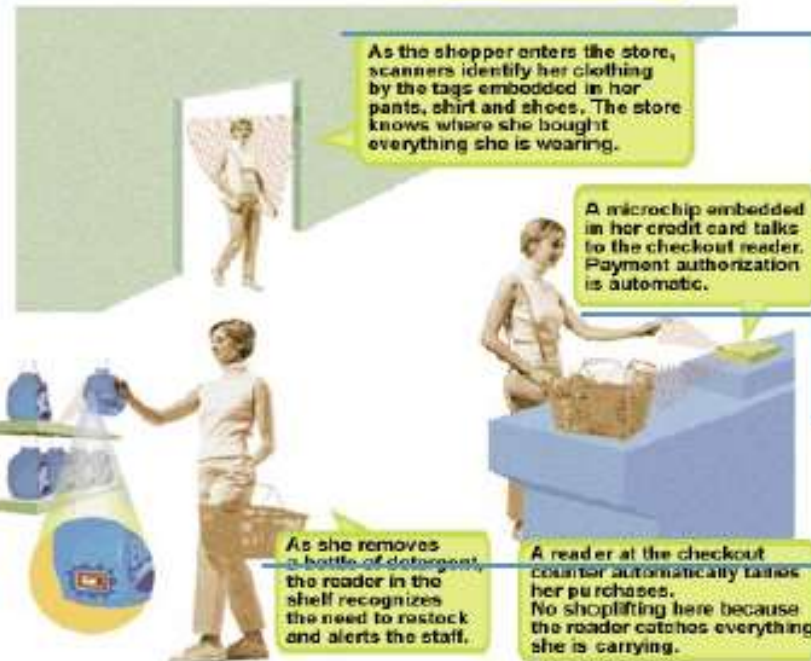 As the shopper enters the store,
scanners identify her clothing
by the tags embedded in her
pants, shirt and shoes. The store
knows where she bought
everything she is wearing.
A microchip embedded
in her credit card talks
to the checkout reader.
Payment authorization
is automatic.
As she removes
a bottle of detergent,
the reader in the
shelf recognizes
the need to restock
and alerts the staff.
A reader at the checkout
counter automatically tallies
her purchases.
No shoplifting here because
the reader catches everything
she is carrying.